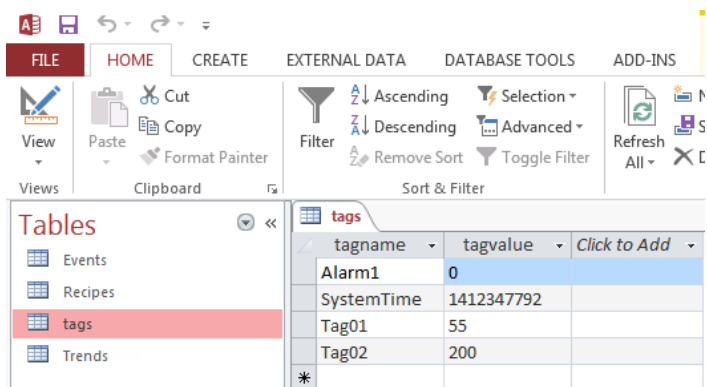 FILE HOME CREATE EXTERNAL DATA DATABASE TOOLS ADD-INS
View
Views
Paste
Cut
Copy
Format Painter
Clipboard
Filter
Ascending
Descending
Remove Sort
Selection
Advanced
Toggle Filter
Sort & Filter
Refresh
All
Tables
Events
Recipes
tags
Trends
tags
tagname tagvalue Click to Add
Alarm1 0
SystemTime 1412347792
Tag01 55
Tag02 200